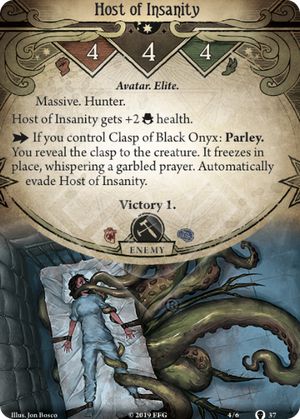 Host of Insanity
4 4 4
Avatar. Elite.
Massive. Hunter.
Host of Insanity gets +2 health.
If you control Clasp of Black Onyx: Parley.
You reveal the clasp to the creature. It freezes in
place, whispering a garbled prayer. Automatically
evade Host of Insanity.
Victory 1.
ENEMY
Illus. Jon Bosco
© 2019 FFG
4/6
37